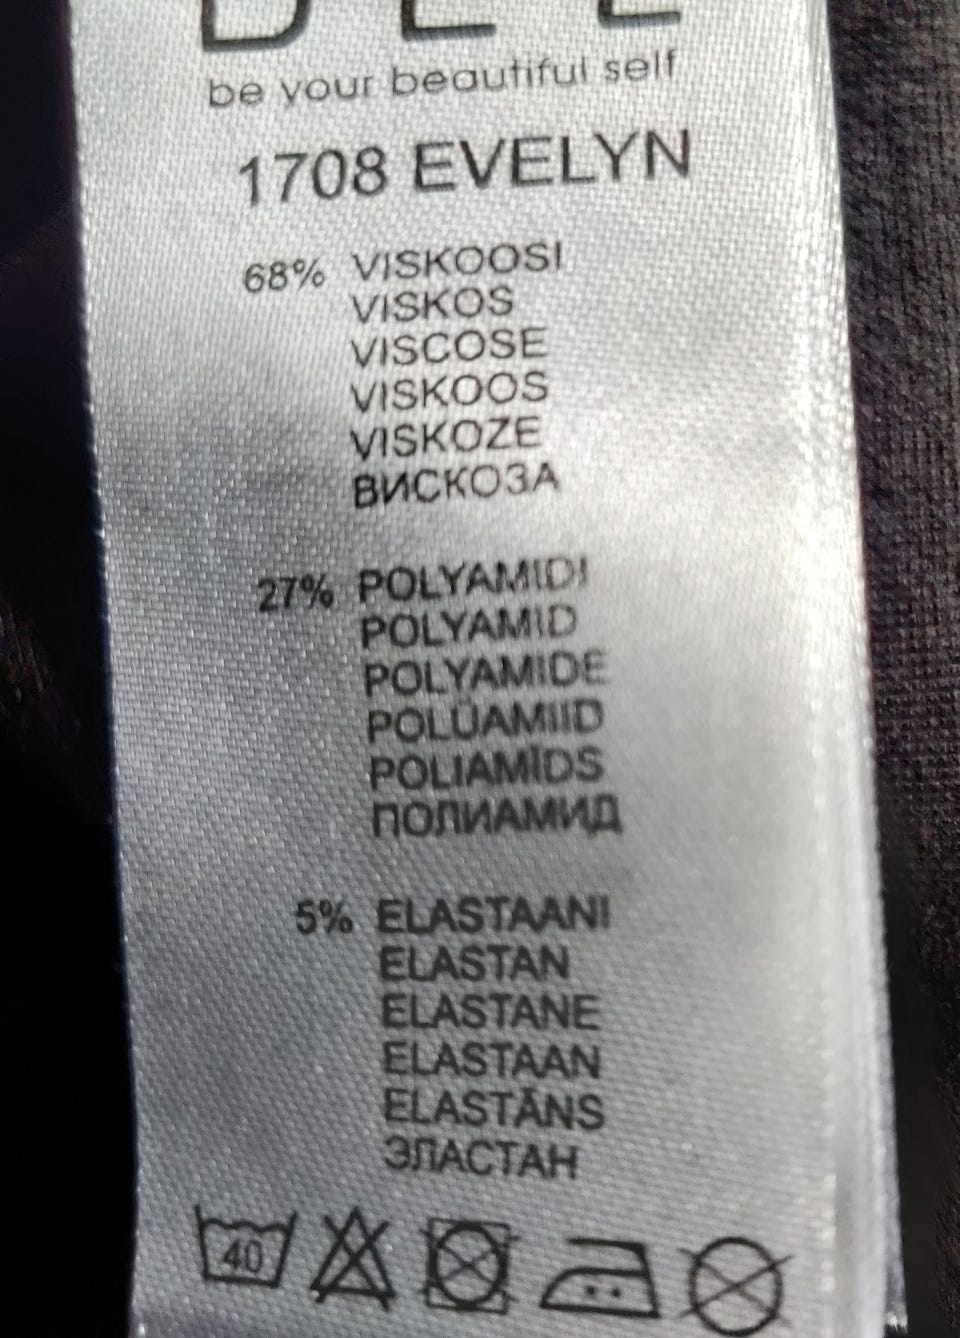 be your beautiful self
1708 EVELYN
68% VISKOOSI
VISKOS
VISCOSE
VISKOOS
VISKOZE
ВИСКОЗА
27% POLYAMIDI
POLYAMID
POLYAMIDE
POLÜAMIID
POLIAMĪDS
ПОЛИАМИД
5% ELASTAANI
ELASTAN
ELASTANE
ELASTAAN
ELASTĀNS
ЭЛАСТАН
40